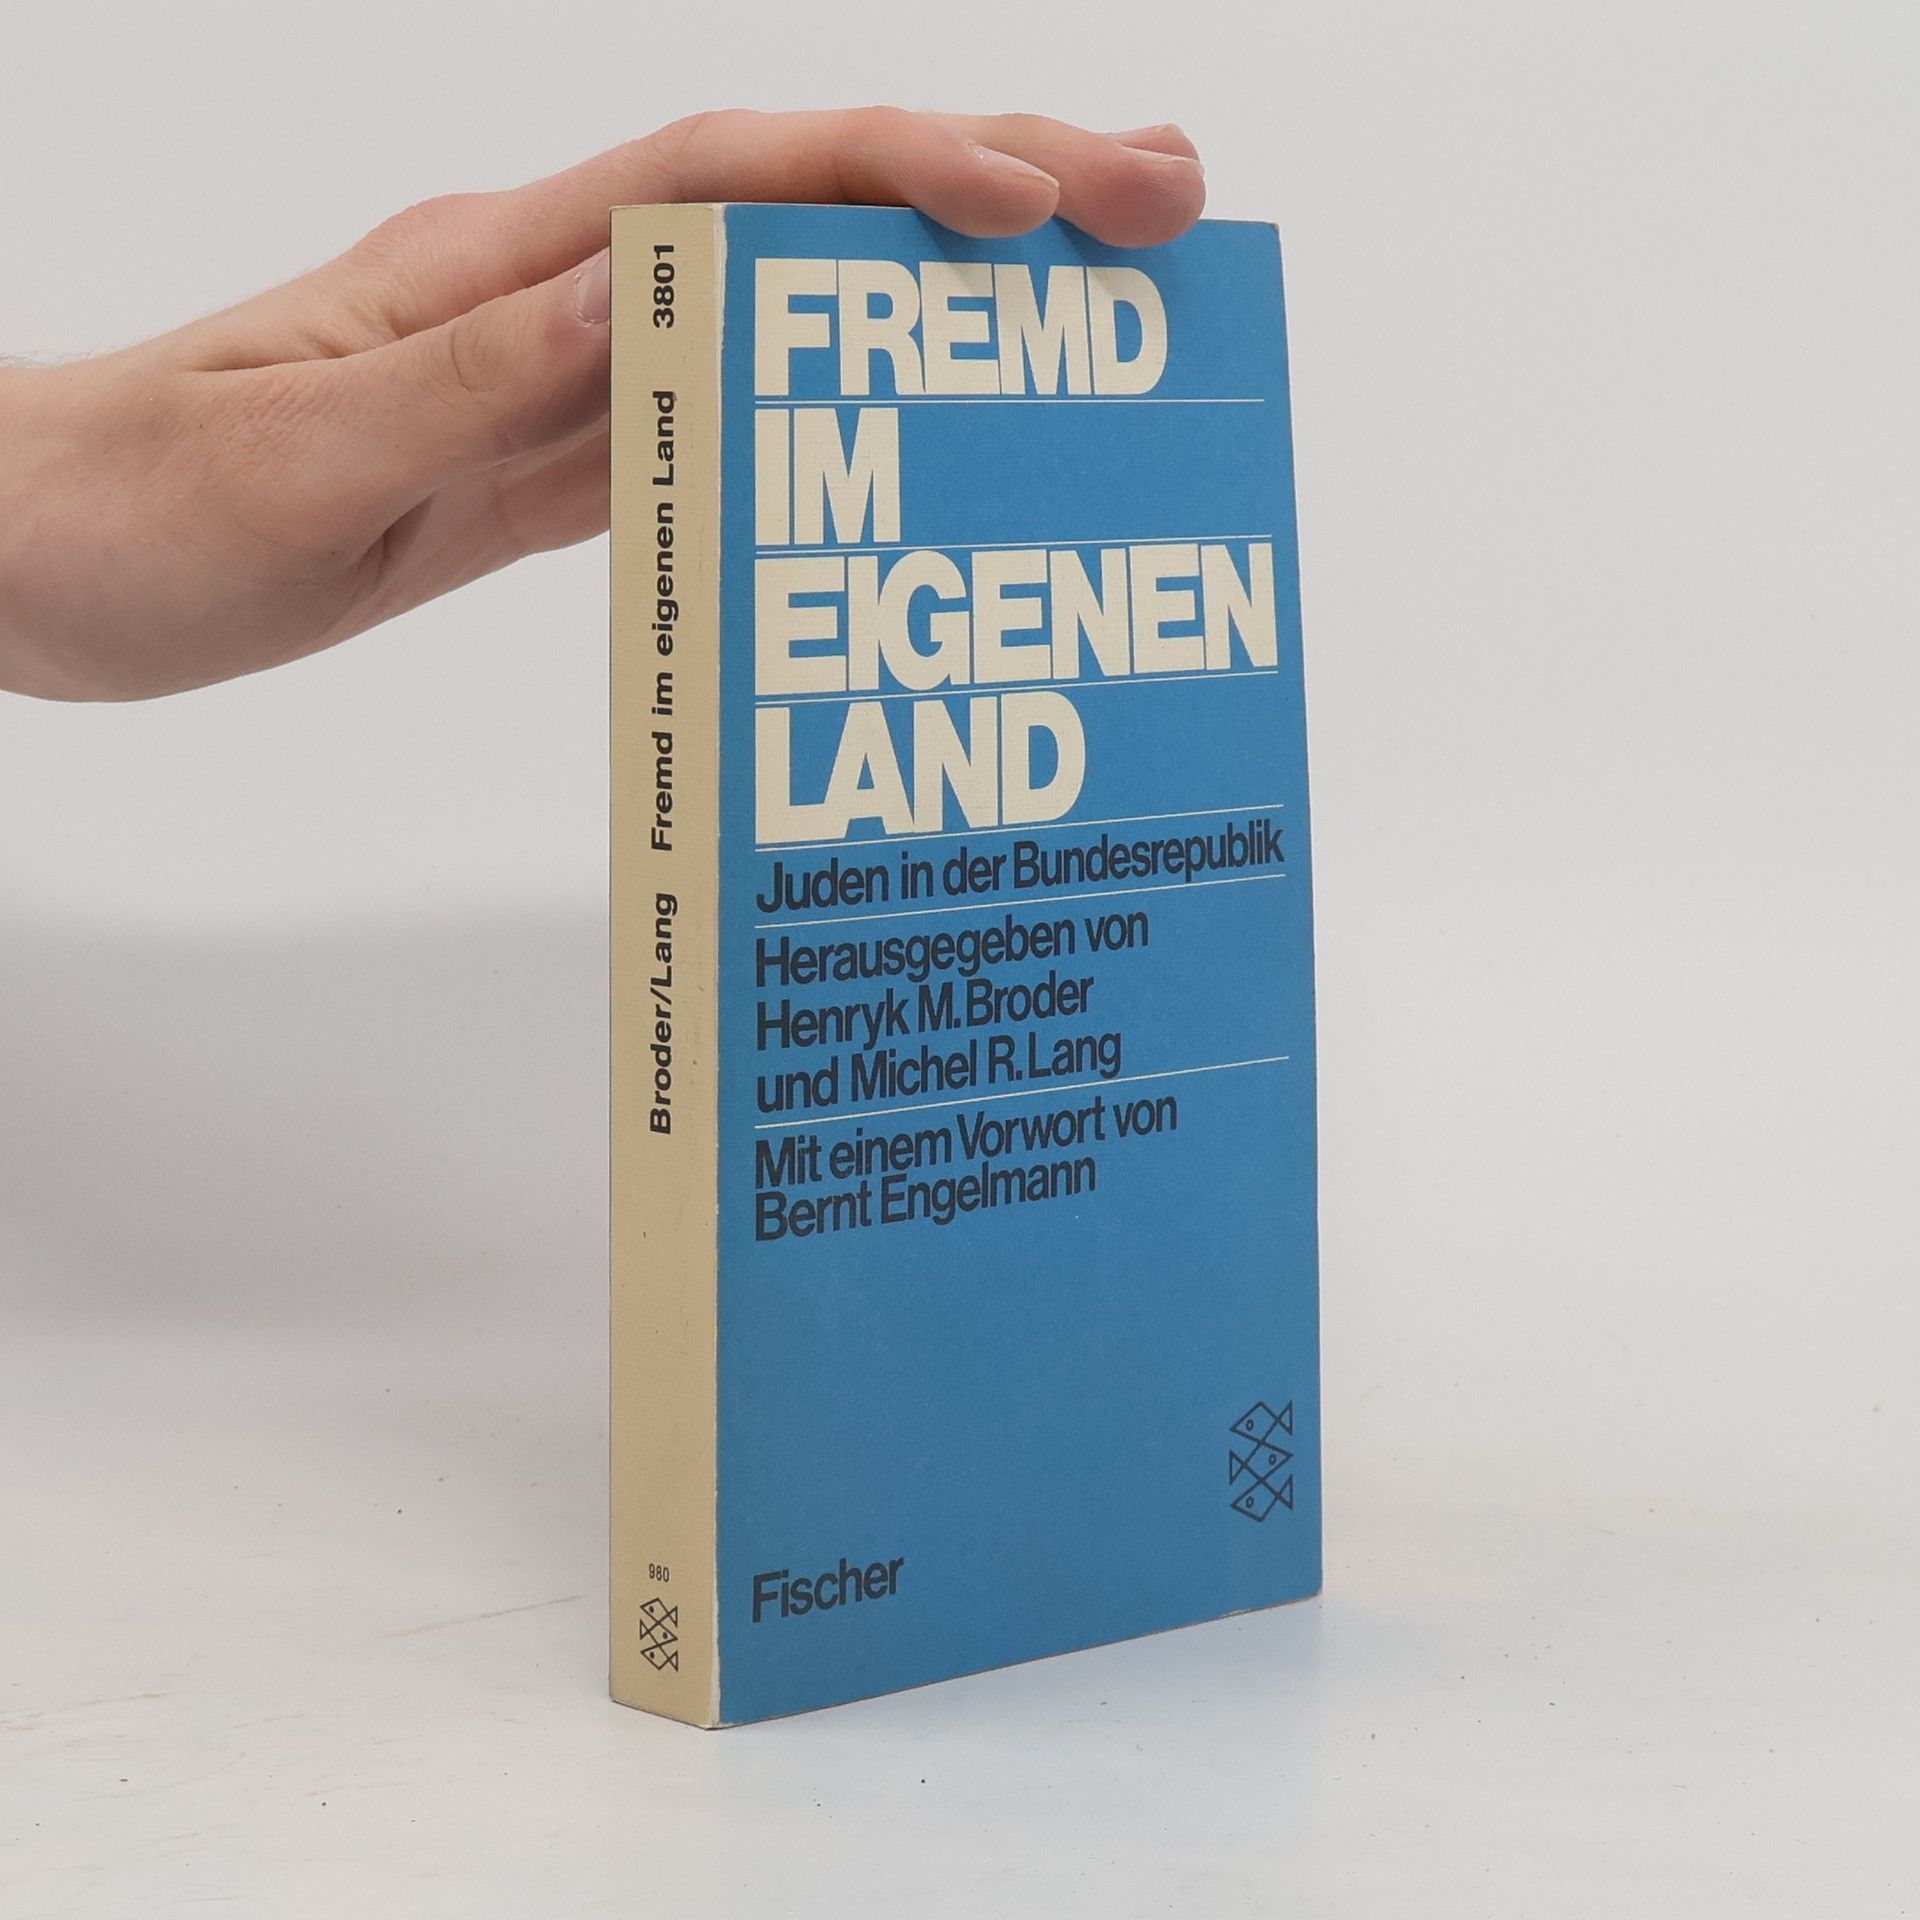 FREMD
IM
EIGENEN
LAND
Juden in der Bundesrepublik
Herausgegeben von
Henryk M. Broder
und Michel R. Lang
Mit einem Vorwort von
Bernt Engelmann
Fischer
Broder/Lang Fremd im eigenen Land 3801
980